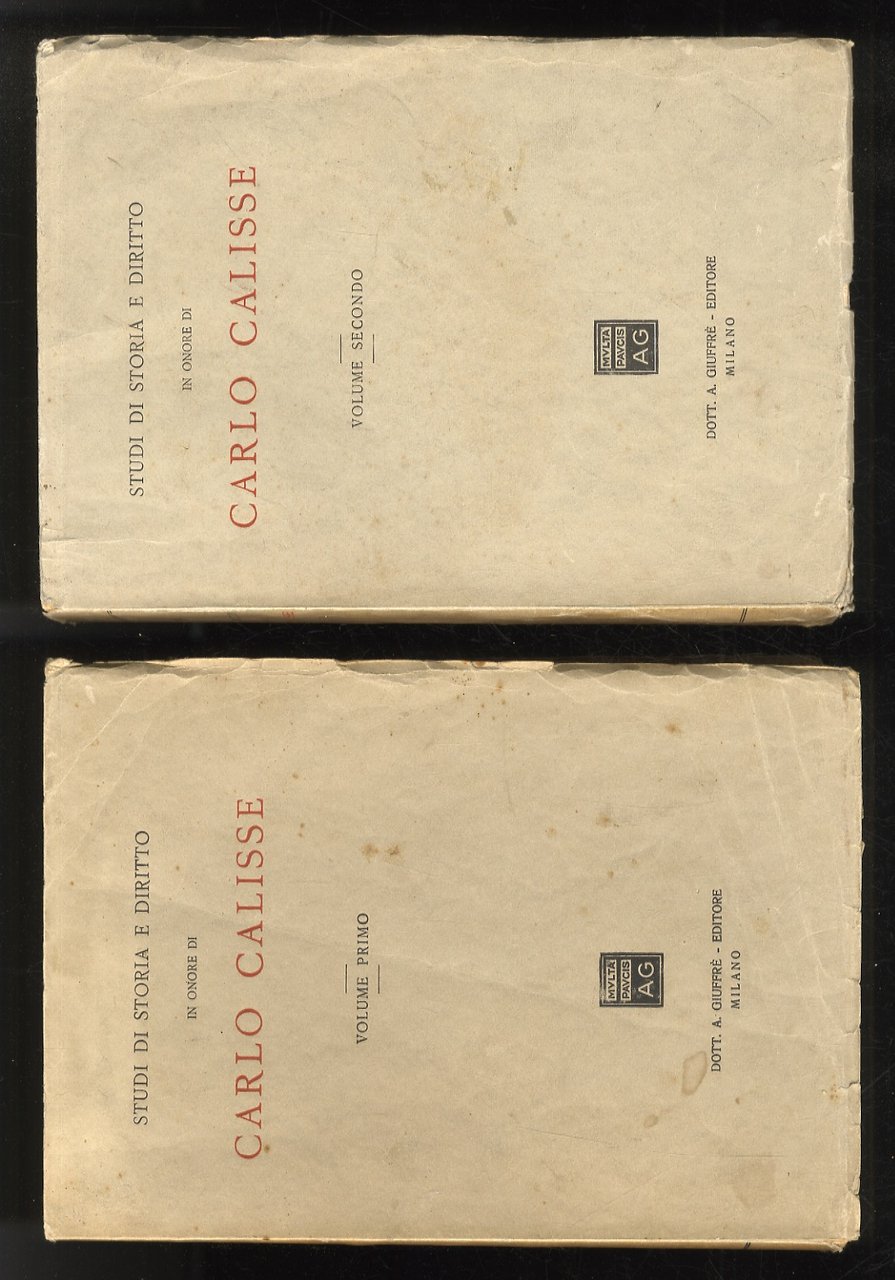 STUDI DI STORIA E DIRITTO
IN ONORE DI
CARLO CALISSE
VOLUME SECONDO
MVLTA
PAVCIS
AG
DOTT. A. GIUFFRÈ - EDITORE
MILANO
STUDI DI STORIA E DIRITTO
IN ONORE DI
CARLO CALISSE
VOLUME PRIMO
MVLTA
PAVCIS
AG
DOTT. A. GIUFFRÈ - EDITORE
MILANO